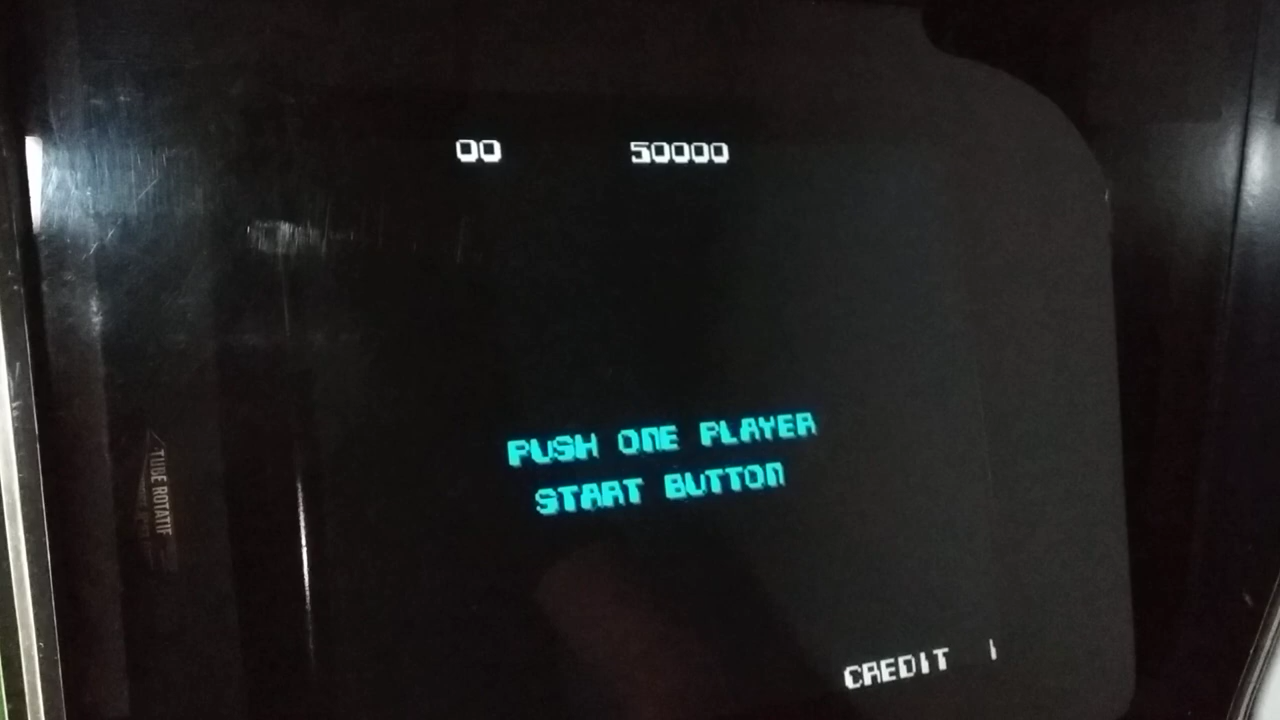 00 50000
PUSH ONE PLAYER
START BUTTON
CREDIT 1
TUBE ROTATIF